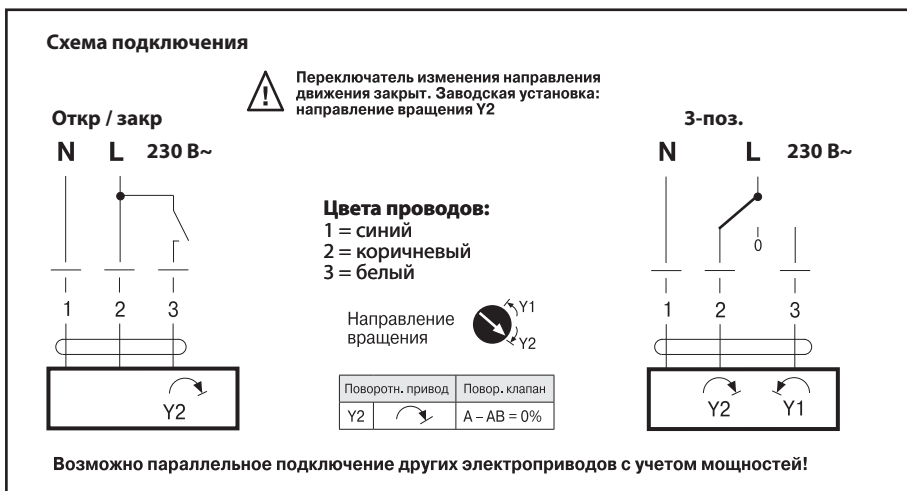 Схема подключения
Переключатель изменения направления
движения закрыт. Заводская установка:
направление вращения Y2
Откр / закр
N L 230 В~
1 2 3
Y2
Цвета проводов:
1 = синий
2 = коричневый
3 = белый
Направление
вращения
Y1
Y2
Поворотн. привод Повор. клапан
Y2 A – AB = 0%
3-поз.
N L 230 В~
0
1 2 3
Y2 Y1
Возможно параллельное подключение других электроприводов с учетом мощностей!